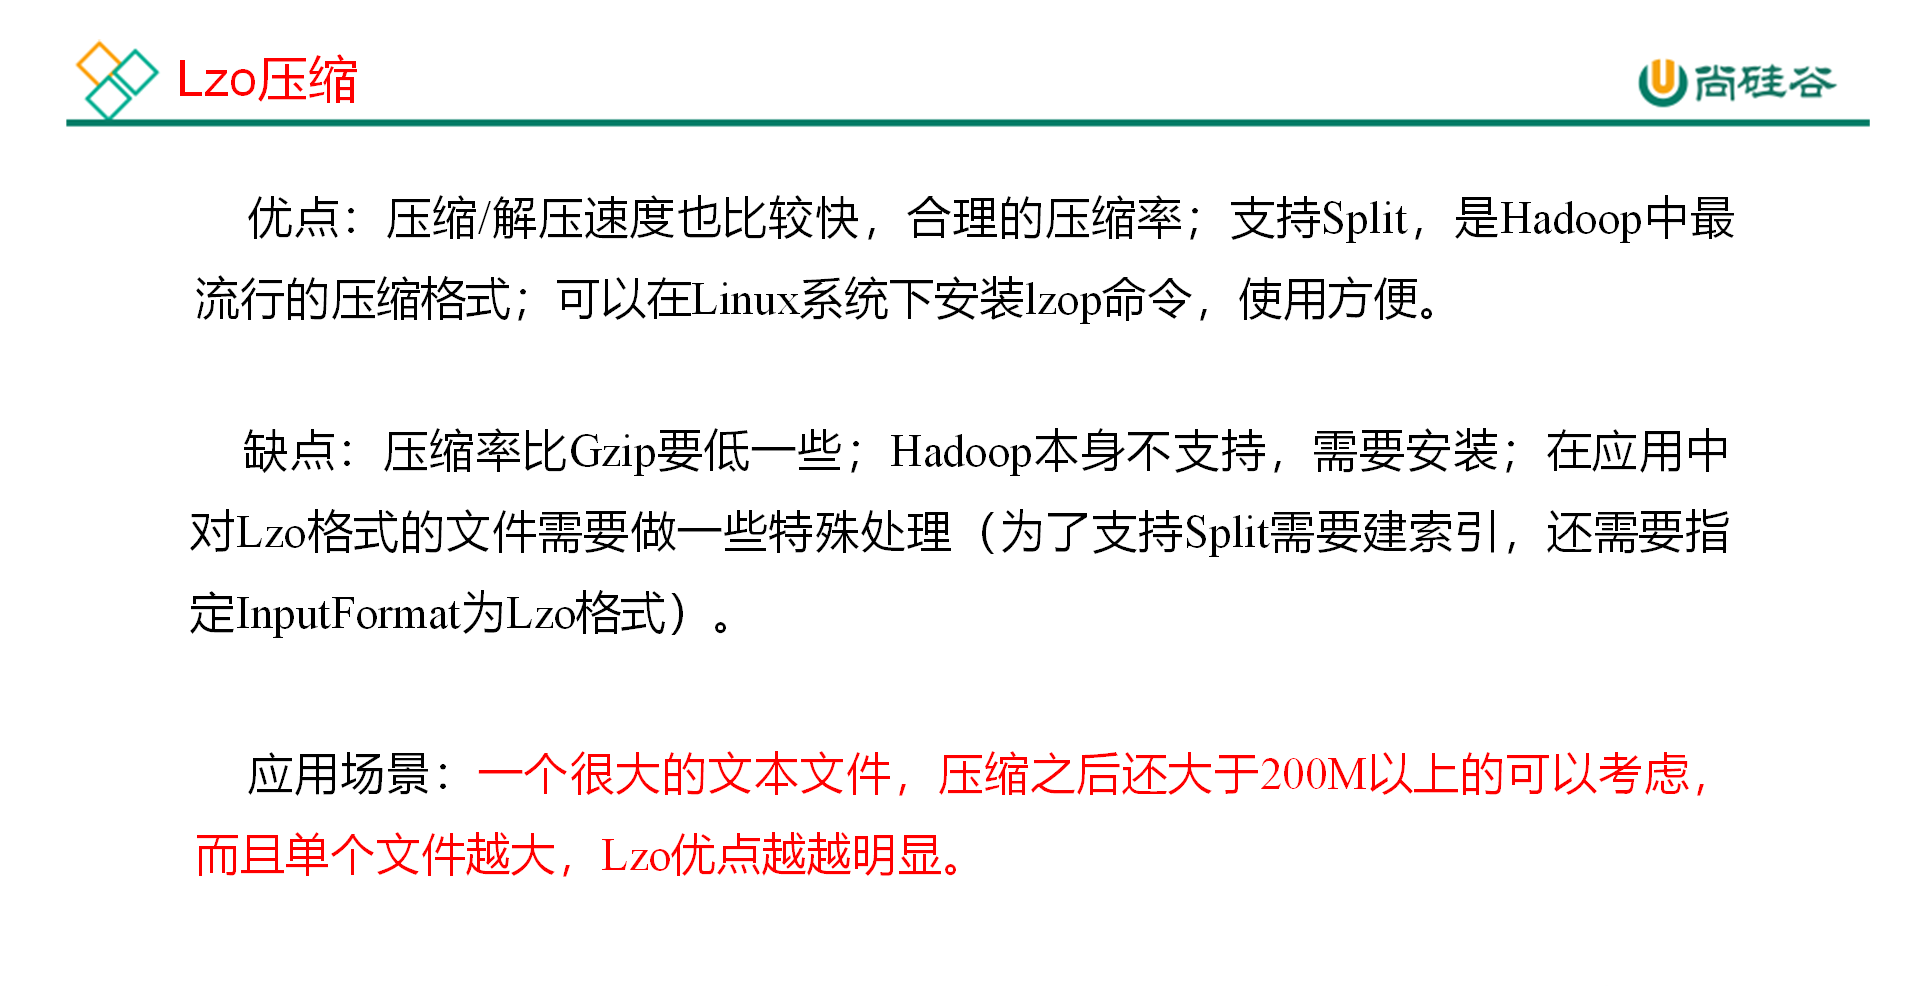 Lzo压缩
尚硅谷
优点：压缩/解压速度也比较快，合理的压缩率；支持Split，是Hadoop中最
流行的压缩格式；可以在Linux系统下安装lzop命令，使用方便。
缺点：压缩率比Gzip要低一些；Hadoop本身不支持，需要安装；在应用中
对Lzo格式的文件需要做一些特殊处理（为了支持Split需要建索引，还需要指
定InputFormat为Lzo格式）。
应用场景：一个很大的文本文件，压缩之后还大于200M以上的可以考虑，
而且单个文件越大，Lzo优点越越明显。